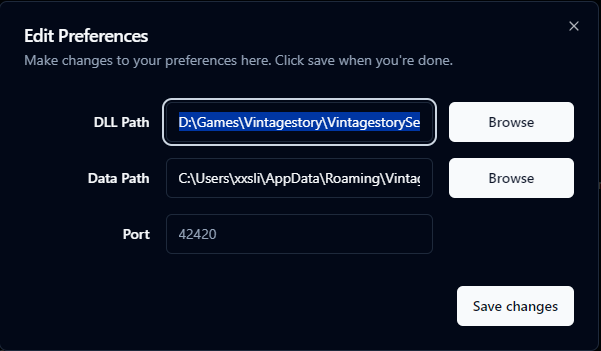 Edit Preferences
Make changes to your preferences here. Click save when you're done.
DLL Path D:\Games\Vintagestory\VintagestorySe Browse
Data Path C:\Users\xxsli\AppData\Roaming\Vintag Browse
Port 42420
Save changes